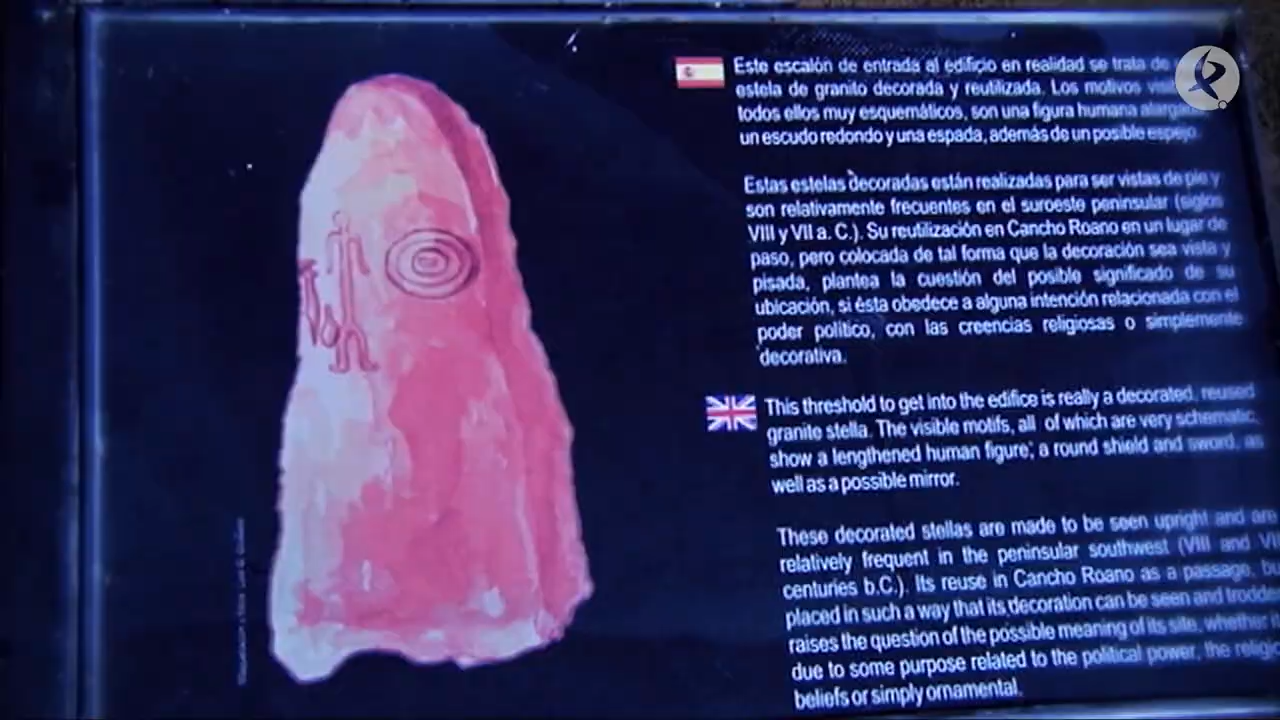 Este escalón de entrada al edificio en realidad se trata de
estela de granito decorada y reutilizada. Los motivos
todos ellos muy esquemáticos, son una figura humana
un escudo redondo y una espada, además de un posible espejo.
Estas estelas decoradas están realizadas para ser vistas de pie y
son relativamente frecuentes en el suroeste peninsular (siglos
VIII y VII a. C.). Su reutilización en Cancho Roano en un lugar de
paso, pero colocada de tal forma que la decoración sea vista y
pisada, plantea la cuestión del posible significado de su
ubicación, si ésta obedece a alguna intención relacionada con el
poder político, con las creencias religiosas o simplemente
decorativa.
This threshold to get into the edifice is really a decorated, reused
granite stella. The visible motifs, all of which are very schematic,
show a lengthened human figure; a round shield and sword, as
well as a possible mirror.
These decorated stellas are made to be seen upright and are
relatively frequent in the peninsular southwest (VIII and VII
centuries b.C.). Its reuse in Cancho Roano as a passage, bu
placed in such a way that its decoration can be seen and trodde
raises the question of the possible meaning of its site, whether i
due to some purpose related to the political power, the religio
beliefs or simply ornamental.